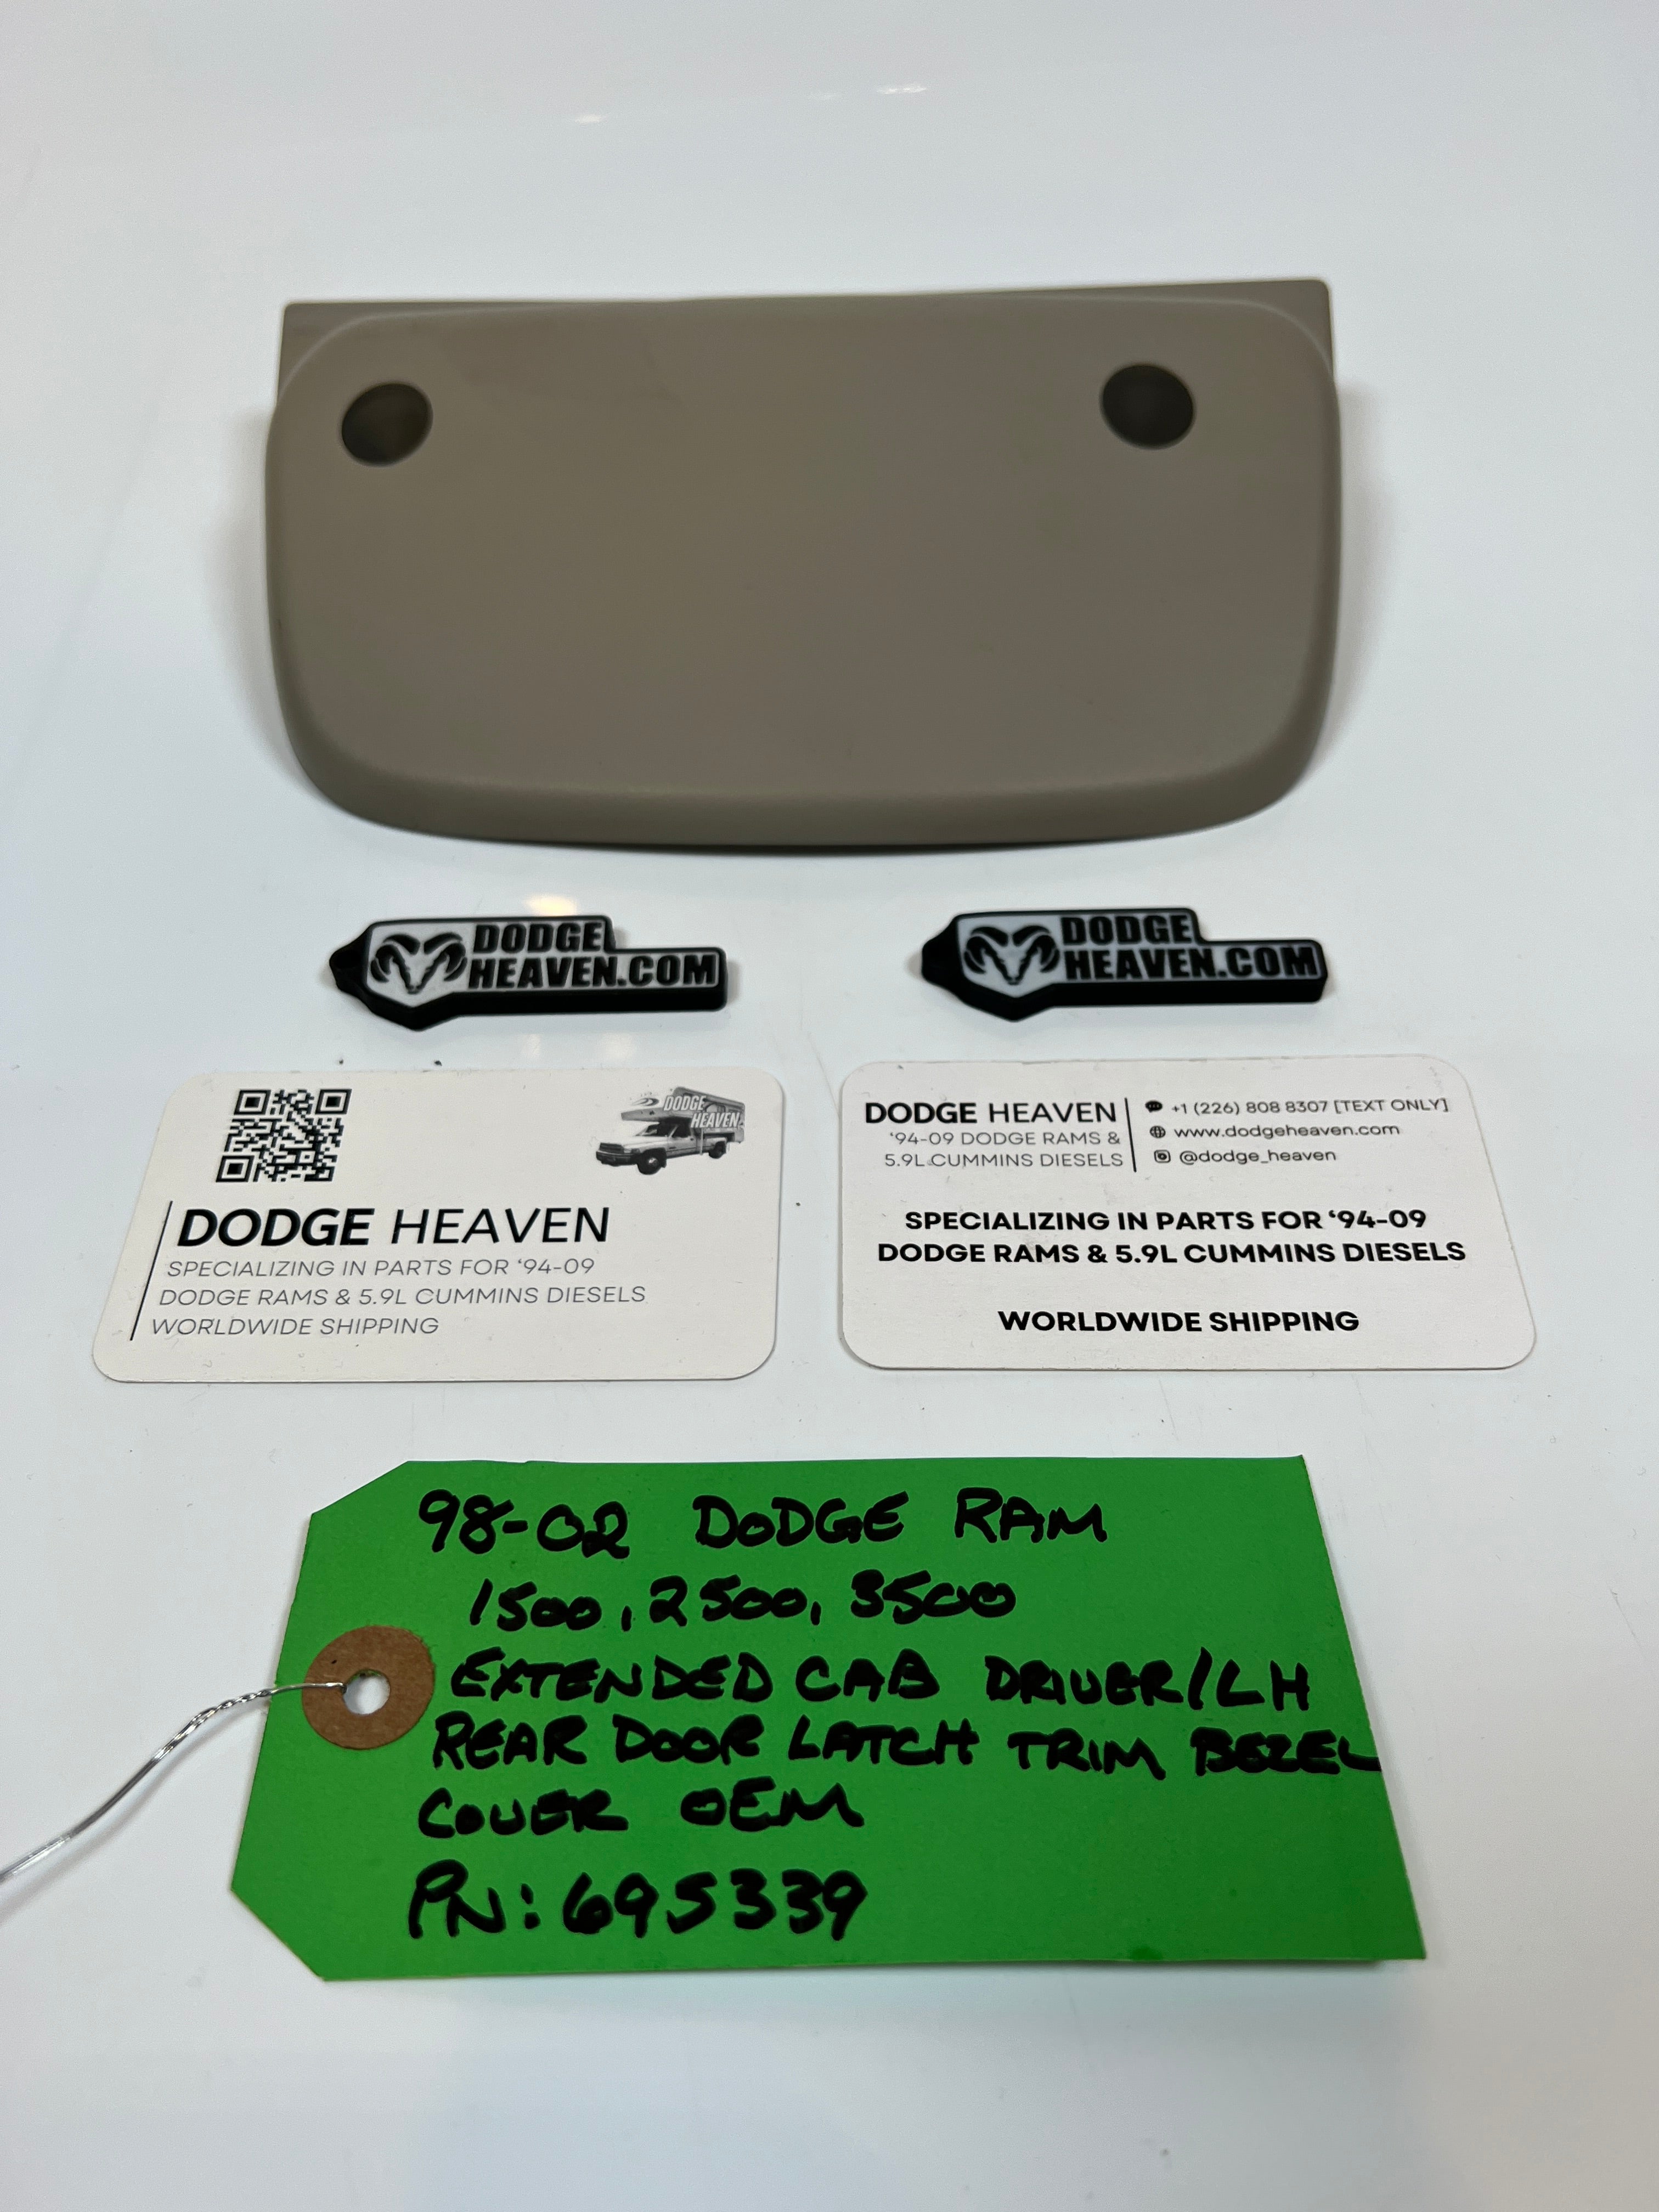 DODGE
HEAVEN.COM
DODGE
HEAVEN.COM
DODGE
HEAVEN
DODGE HEAVEN
SPECIALIZING IN PARTS FOR '94-09
DODGE RAMS & 5.9L CUMMINS DIESELS
WORLDWIDE SHIPPING
DODGE HEAVEN
'94-09 DODGE RAMS &
5.9L CUMMINS DIESELS
+1 (226) 808 8307 [TEXT ONLY]
www.dodgeheaven.com
@dodge_heaven
SPECIALIZING IN PARTS FOR '94-09
DODGE RAMS & 5.9L CUMMINS DIESELS
WORLDWIDE SHIPPING
98-02 DODGE RAM
1500, 2500, 3500
EXTENDED CAB DRIVER/LH
REAR DOOR LATCH TRIM BEZEL
COVER OEM
PN: 695339